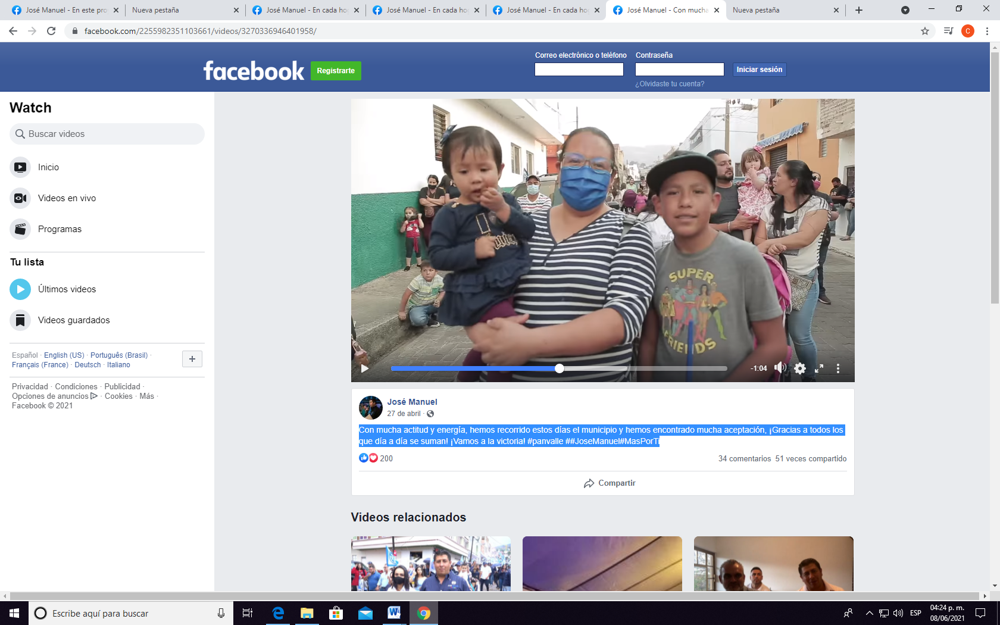 José Manuel - En este pro
Nueva pestaña
José Manuel - En cada ho
José Manuel - En cada ho
José Manuel - En cada ho
José Manuel - Con mucha
Nueva pestaña
facebook.com/2255982351103661/videos/3270336946401958/
C
facebook
Registrarte
Correo electrónico o teléfono
Contraseña
Iniciar sesión
¿Olvidaste tu cuenta?
Watch
Buscar videos
Inicio
Videos en vivo
Programas
Tu lista
Últimos videos
Videos guardados
Español · English (US) · Português (Brasil) ·
Français (France) · Deutsch · Italiano
Privacidad · Condiciones · Publicidad ·
Opciones de anuncios · Cookies · Más ·
Facebook © 2021
SUPER
FRIENDS
-1:04
José Manuel
27 de abril ·
Con mucha actitud y energía, hemos recorrido estos días el municipio y hemos encontrado mucha aceptación, ¡Gracias a todos los
que día a día se suman! ¡Vamos a la victoria! #panvalle ##JoseManuel#MasPorTi
200
34 comentarios 51 veces compartido
Compartir
Videos relacionados
Escribe aquí para buscar
ESP
04:24 p. m.
08/06/2021